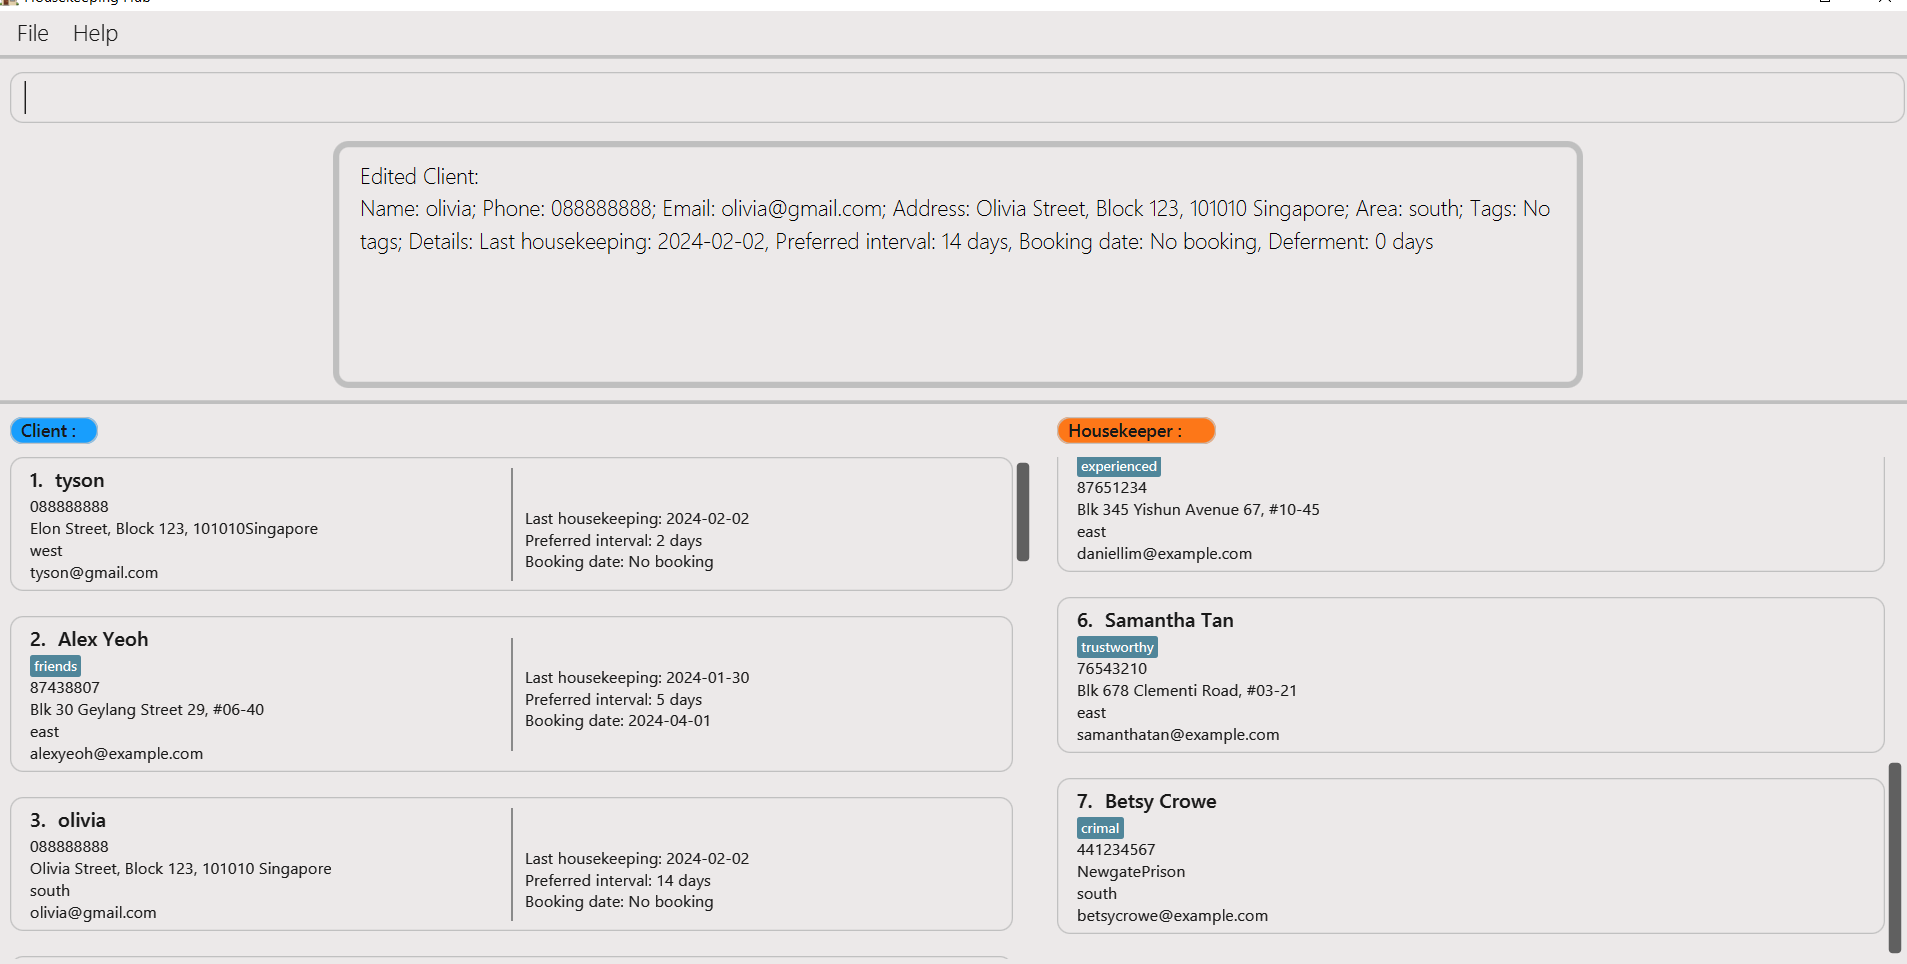 Housekeeping Hub
File Help
Edited Client:
Name: olivia; Phone: 088888888; Email: olivia@gmail.com; Address: Olivia Street, Block 123, 101010 Singapore; Area: south; Tags: No
tags; Details: Last housekeeping: 2024-02-02, Preferred interval: 14 days, Booking date: No booking, Deferment: 0 days
Client :
1. tyson
088888888
Elon Street, Block 123, 101010Singapore
west
tyson@gmail.com
Last housekeeping: 2024-02-02
Preferred interval: 2 days
Booking date: No booking
2. Alex Yeoh
friends
87438807
Blk 30 Geylang Street 29, #06-40
east
alexyeoh@example.com
Last housekeeping: 2024-01-30
Preferred interval: 5 days
Booking date: 2024-04-01
3. olivia
088888888
Olivia Street, Block 123, 101010 Singapore
south
olivia@gmail.com
Last housekeeping: 2024-02-02
Preferred interval: 14 days
Booking date: No booking
Housekeeper :
experienced
87651234
Blk 345 Yishun Avenue 67, #10-45
east
daniellim@example.com
6. Samantha Tan
trustworthy
76543210
Blk 678 Clementi Road, #03-21
east
samanthatan@example.com
7. Betsy Crowe
crimal
441234567
NewgatePrison
south
betsycrowe@example.com